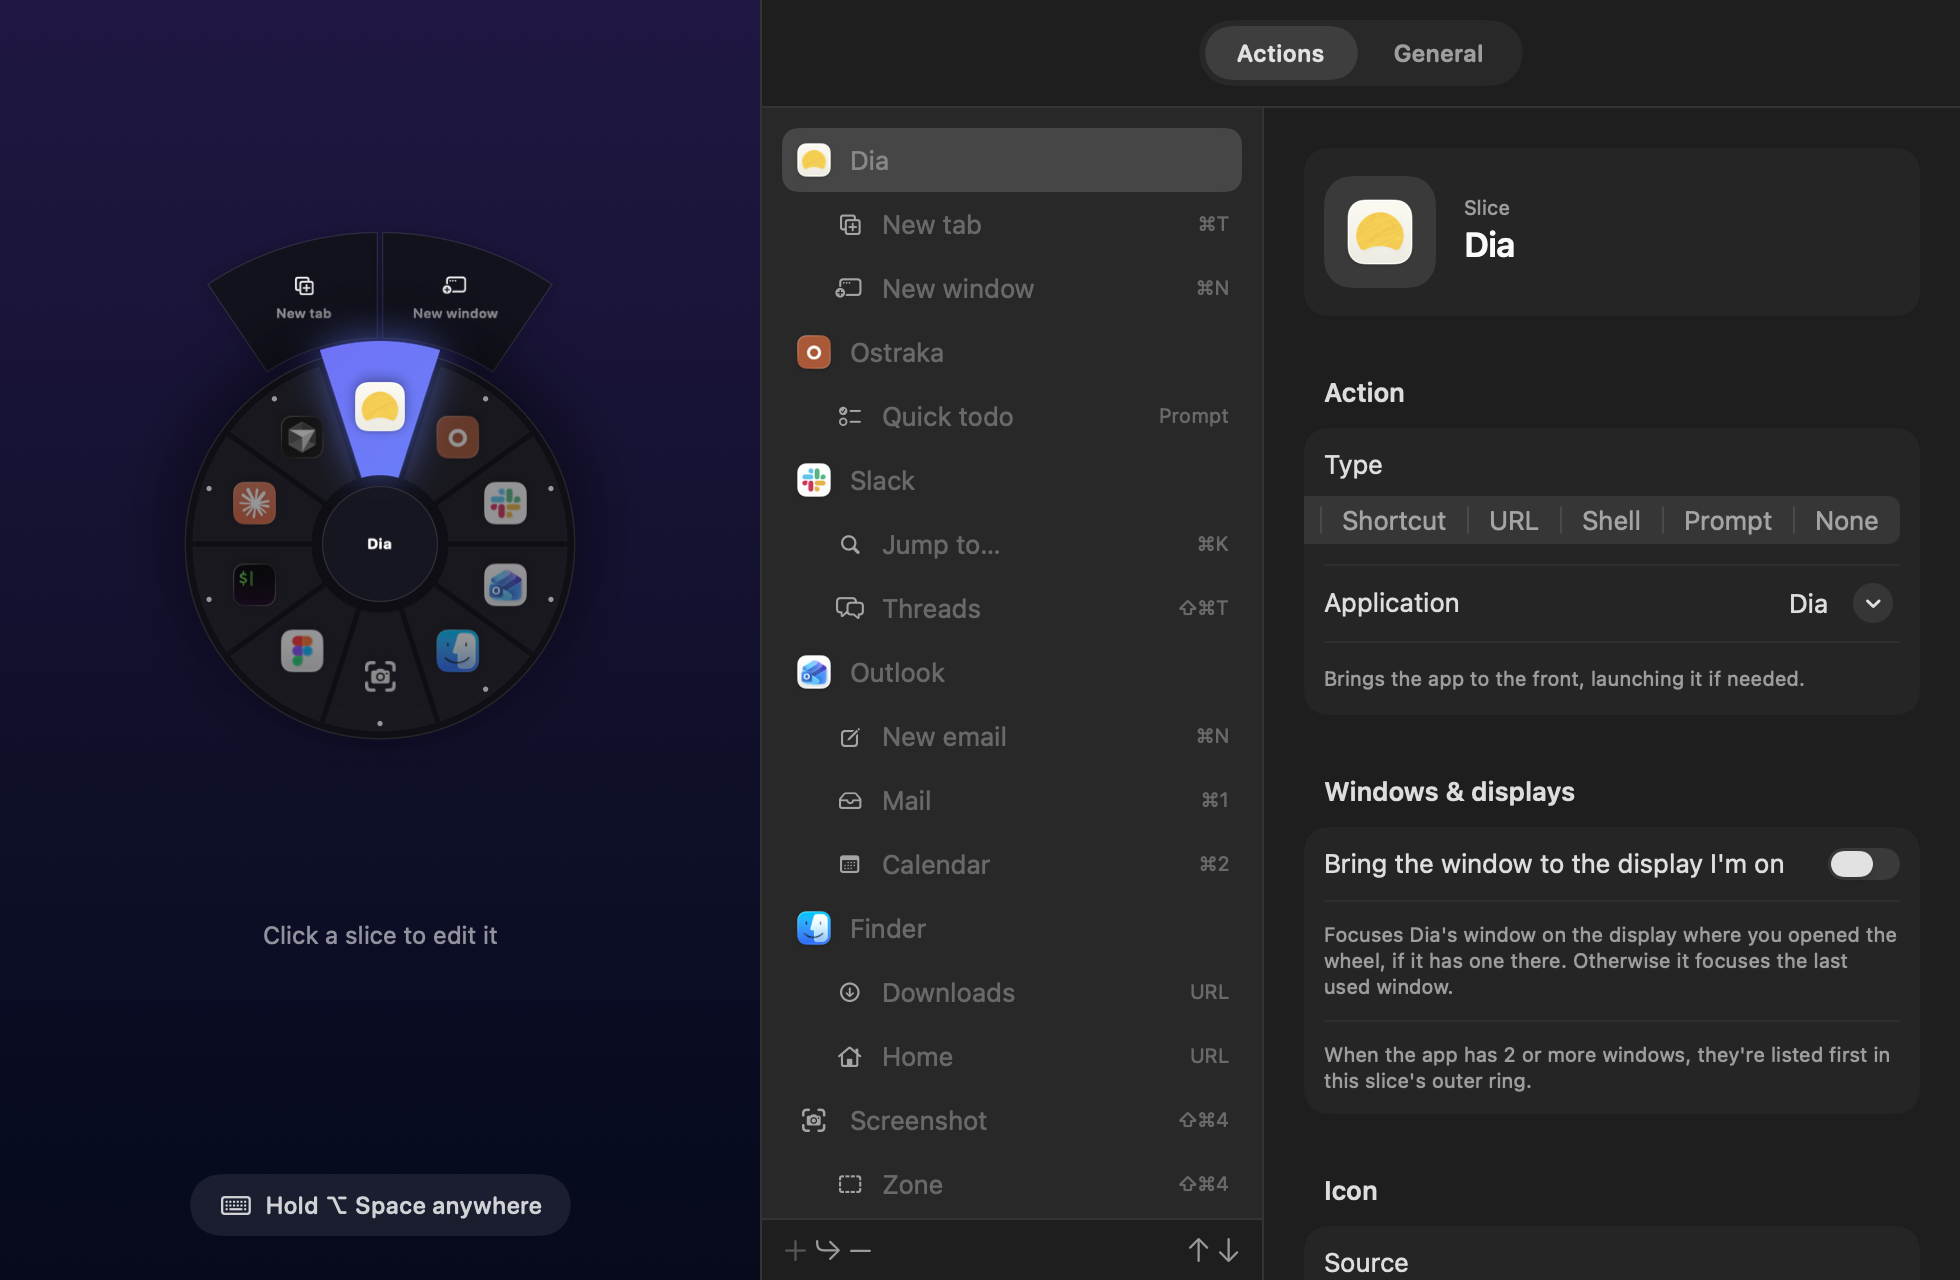 New tab
New window
$
Dia
Click a slice to edit it
Hold ⌥ Space anywhere
Actions
General
Dia
New tab ⌘T
New window ⌘N
Ostraka
Quick todo Prompt
Slack
Jump to... ⌘K
Threads ⇧⌘T
Outlook
New email ⌘N
Mail ⌘1
Calendar ⌘2
Finder
Downloads URL
Home URL
Screenshot ⇧⌘4
Zone ⇧⌘4
Slice
Dia
Action
Type
Shortcut URL Shell Prompt None
Application Dia
Brings the app to the front, launching it if needed.
Windows & displays
Bring the window to the display I'm on
Focuses Dia's window on the display where you opened the
wheel, if it has one there. Otherwise it focuses the last
used window.
When the app has 2 or more windows, they're listed first in
this slice's outer ring.
Icon
Source